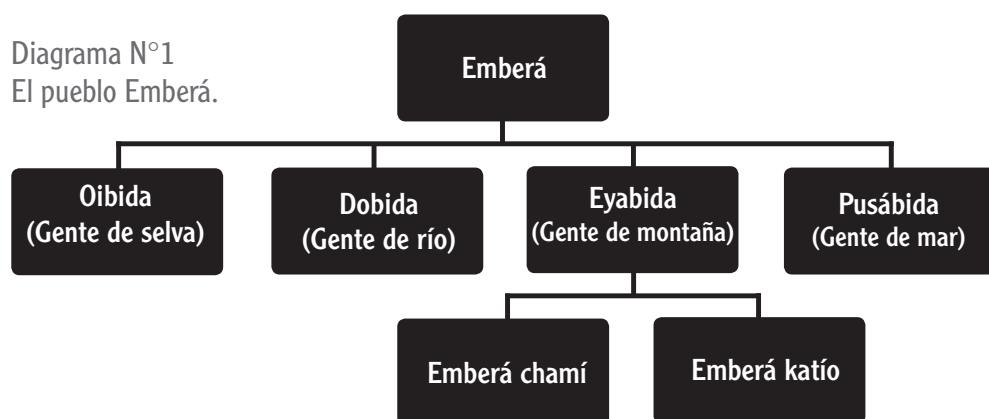 Diagrama N°1
El pueblo Emberá.
Emberá
Oibida
(Gente de selva)
Dobida
(Gente de río)
Eyabida
(Gente de montaña)
Pusábida
(Gente de mar)
Emberá chamí
Emberá katío